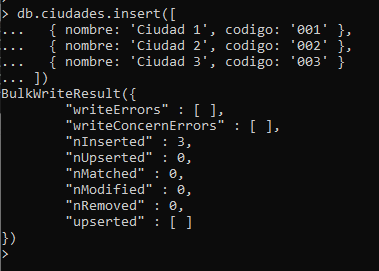 > db.ciudades.insert([
...   { nombre: 'Ciudad 1', codigo: '001' },
...   { nombre: 'Ciudad 2', codigo: '002' },
...   { nombre: 'Ciudad 3', codigo: '003' }
... ])
BulkWriteResult({
        "writeErrors" : [ ],
        "writeConcernErrors" : [ ],
        "nInserted" : 3,
        "nUpserted" : 0,
        "nMatched" : 0,
        "nModified" : 0,
        "nRemoved" : 0,
        "upserted" : [ ]
})
>